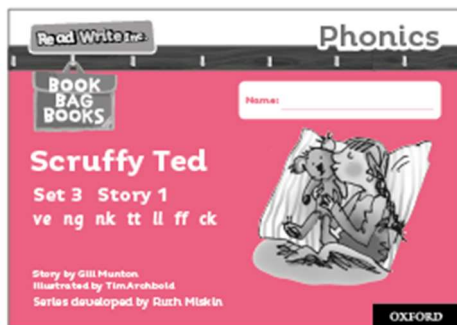 Read Write Inc.
Phonics
BOOK
BAG
BOOKS
Name:
Scruffy Ted
Set 3 Story 1
ve ng nk tt ll ff ck
Story by Gill Munton
Illustrated by Tim Archbold
Series developed by Ruth Miskin
OXFORD